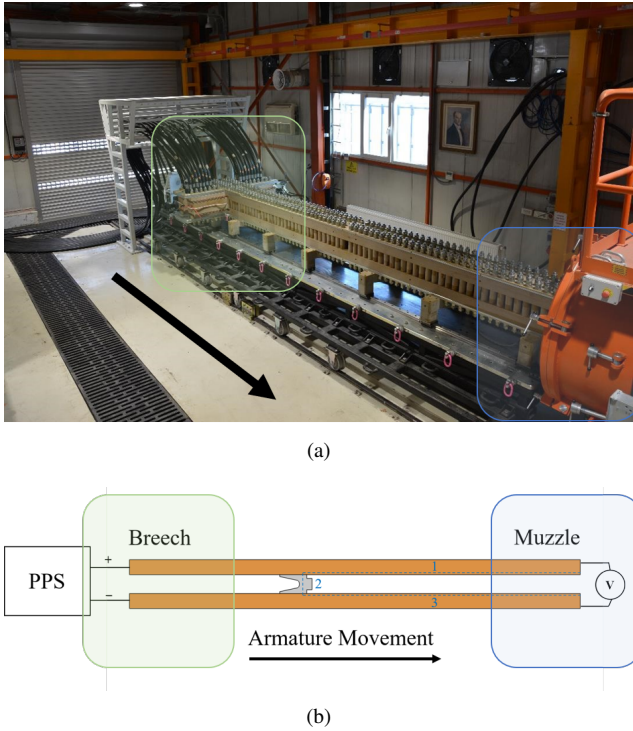 (a)
Breech
Muzzle
PPS
+
−
1
2
3
V
Armature Movement
(b)